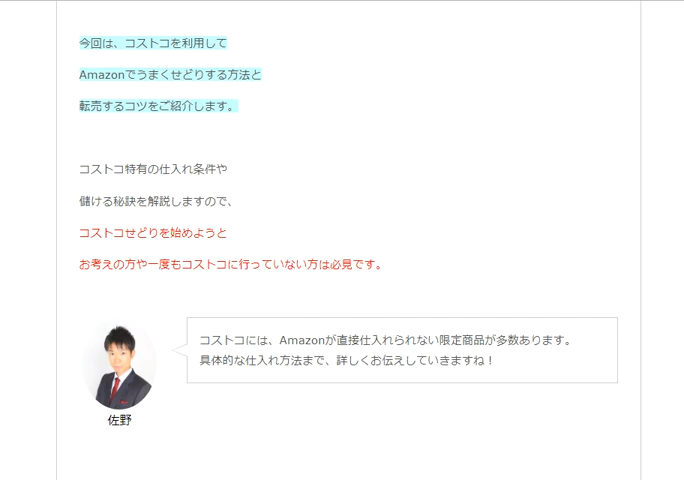 今回は、コストコを利用して
Amazonでうまくせどりする方法と
転売するコツをご紹介します。
コストコ特有の仕入れ条件や
儲ける秘訣を解説しますので、
コストコせどりを始めようと
お考えの方や一度もコストコに行っていない方は必見です。
コストコには、Amazonが直接仕入れられない限定商品が多数あります。
具体的な仕入れ方法まで、詳しくお伝えしていきますね！
佐野